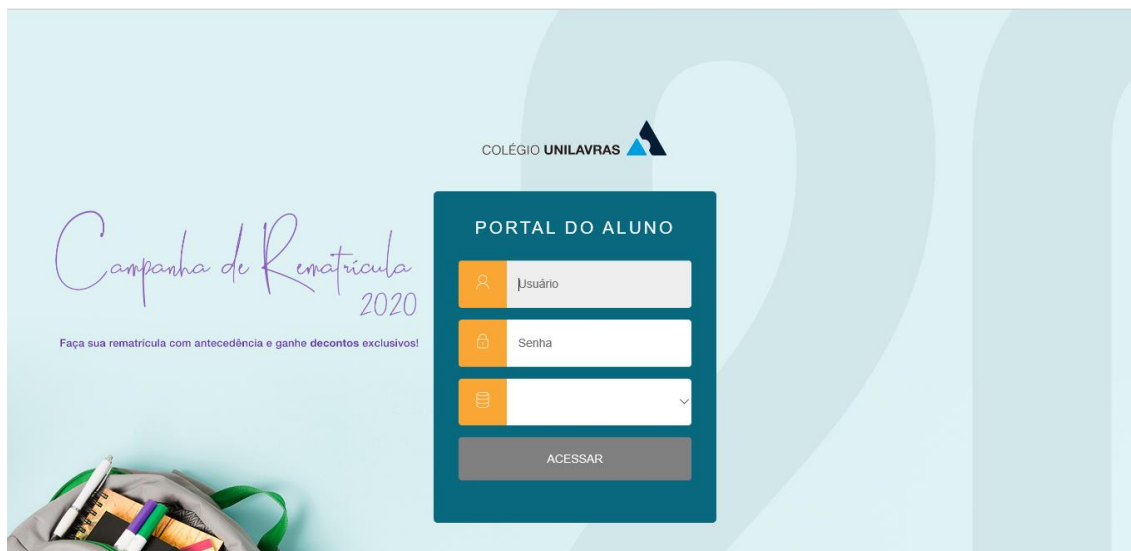 COLÉGIO UNILAVRAS
Campanha de Rematrícula
2020
Faça sua rematrícula com antecedência e ganhe decontos exclusivos!
PORTAL DO ALUNO
Usuário
Senha
ACESSAR
20